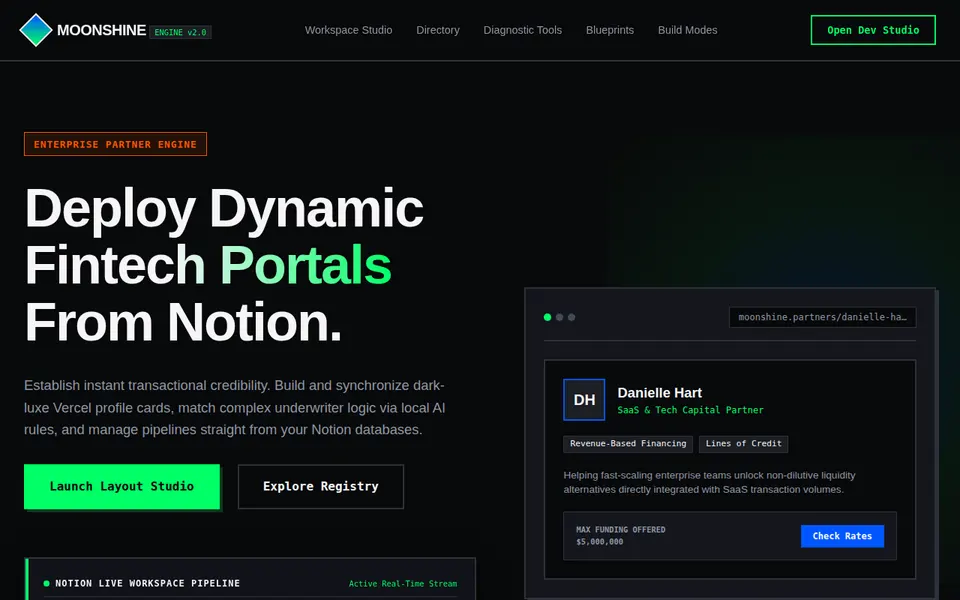 MOONSHINE ENGINE v2.0
Workspace Studio Directory Diagnostic Tools Blueprints Build Modes
Open Dev Studio
ENTERPRISE PARTNER ENGINE
Deploy Dynamic
Fintech Portals
From Notion.
Establish instant transactional credibility. Build and synchronize dark-
luxe Vercel profile cards, match complex underwriter logic via local AI
rules, and manage pipelines straight from your Notion databases.
Launch Layout Studio Explore Registry
NOTION LIVE WORKSPACE PIPELINE Active Real-Time Stream
moonshine.partners/danielle-ha…
DH
Danielle Hart
SaaS & Tech Capital Partner
Revenue-Based Financing Lines of Credit
Helping fast-scaling enterprise teams unlock non-dilutive liquidity
alternatives directly integrated with SaaS transaction volumes.
MAX FUNDING OFFERED
$5,000,000
Check Rates